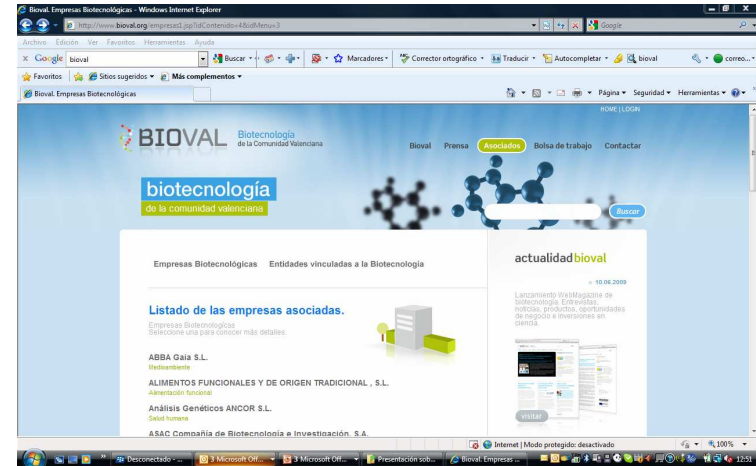 Bioval. Empresas Biotecnológicas - Windows Internet Explorer
http://www.bioval.org/empresas1.jsp?idContenido=4&idMenu=3
Google
Archivo Edición Ver Favoritos Herramientas Ayuda
Google bioval Buscar Marcadores Corrector ortográfico Traducir Autocompletar bioval correo...
Favoritos Sitios sugeridos Más complementos
Bioval. Empresas Biotecnológicas Página Seguridad Herramientas
HOME | LOGIN
BIOVAL Biotecnología
de la Comunidad Valenciana
Bioval Prensa Asociados Bolsa de trabajo Contactar
biotecnología
de la comunidad valenciana
Buscar
Empresas Biotecnológicas Entidades vinculadas a la Biotecnología
Listado de las empresas asociadas.
Empresas Biotecnológicas
Seleccione una para conocer más detalles.
ABBA Gaia S.L.
Medioambiente
ALIMENTOS FUNCIONALES Y DE ORIGEN TRADICIONAL , S.L.
Alimentación funcional
Análisis Genéticos ANCOR S.L.
Salud humana
ASAC Compañía de Biotecnología e Investigación, S.A.
actualidadbioval
10.06.2009
Lanzamiento WebMagazine de
biotecnología. Entrevistas,
noticias, productos, oportunidades
de negocio e inversiones en
ciencia.
visitar
Internet | Modo protegido: desactivado 100%
Desconectado - ... 3 Microsoft Off... 3 Microsoft Off... Presentación sob... Bioval. Empresas ... 12:51